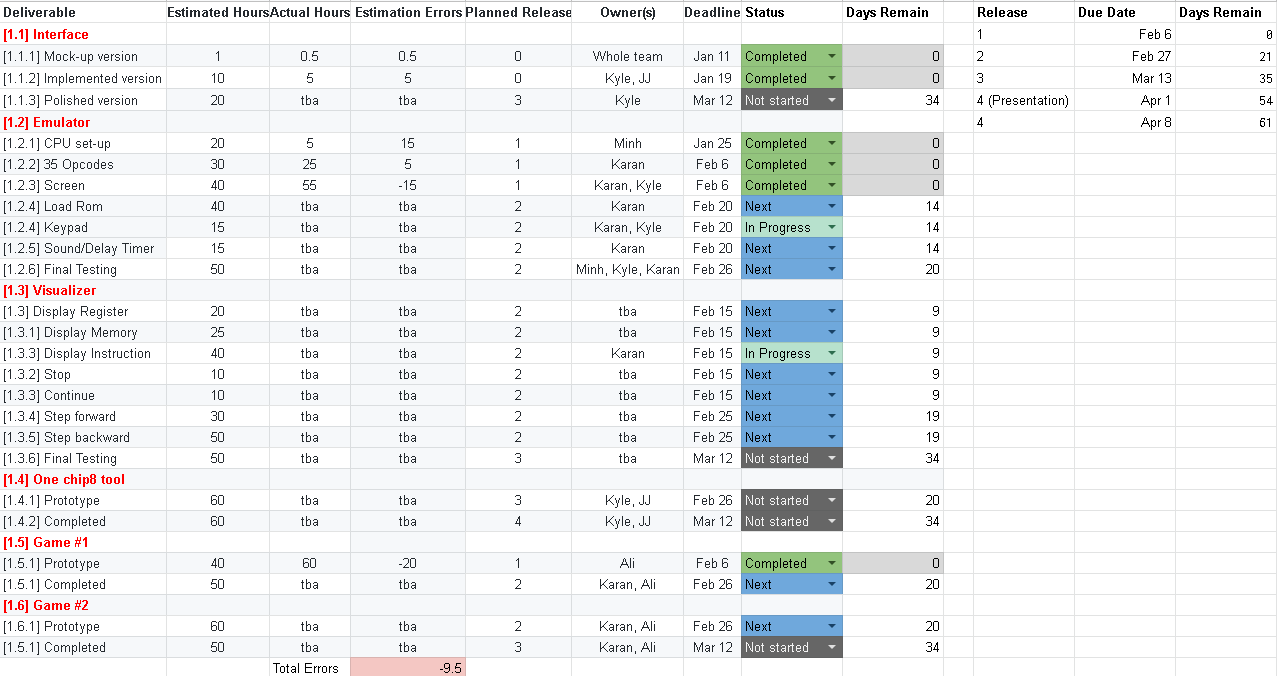 Deliverable Estimated Hours Actual Hours Estimation Errors Planned Release Owner(s) Deadline Status Days Remain Release Due Date Days Remain
[1.1] Interface 1 Feb 6 0
[1.1.1] Mock-up version 1 0.5 0.5 0 Whole team Jan 11 Completed 0 2 Feb 27 21
[1.1.2] Implemented version 10 5 5 0 Kyle, JJ Jan 19 Completed 0 3 Mar 13 35
[1.1.3] Polished version 20 tba tba 3 Kyle Mar 12 Not started 34 4 (Presentation) Apr 1 54
[1.2] Emulator 4 Apr 8 61
[1.2.1] CPU set-up 20 5 15 1 Minh Jan 25 Completed 0
[1.2.2] 35 Opcodes 30 25 5 1 Karan Feb 6 Completed 0
[1.2.3] Screen 40 55 -15 1 Karan, Kyle Feb 6 Completed 0
[1.2.4] Load Rom 40 tba tba 2 Karan Feb 20 Next 14
[1.2.4] Keypad 15 tba tba 2 Karan, Kyle Feb 20 In Progress 14
[1.2.5] Sound/Delay Timer 15 tba tba 2 Karan Feb 20 Next 14
[1.2.6] Final Testing 50 tba tba 2 Minh, Kyle, Karan Feb 26 Next 20
[1.3] Visualizer
[1.3] Display Register 20 tba tba 2 tba Feb 15 Next 9
[1.3.1] Display Memory 25 tba tba 2 tba Feb 15 Next 9
[1.3.3] Display Instruction 40 tba tba 2 Karan Feb 15 In Progress 9
[1.3.2] Stop 10 tba tba 2 tba Feb 15 Next 9
[1.3.3] Continue 10 tba tba 2 tba Feb 15 Next 9
[1.3.4] Step forward 30 tba tba 2 tba Feb 25 Next 19
[1.3.5] Step backward 50 tba tba 2 tba Feb 25 Next 19
[1.3.6] Final Testing 50 tba tba 3 tba Mar 12 Not started 34
[1.4] One chip8 tool
[1.4.1] Prototype 60 tba tba 3 Kyle, JJ Feb 26 Not started 20
[1.4.2] Completed 60 tba tba 4 Kyle, JJ Mar 12 Not started 34
[1.5] Game #1
[1.5.1] Prototype 40 60 -20 1 Ali Feb 6 Completed 0
[1.5.1] Completed 50 tba tba 2 Karan, Ali Feb 26 Next 20
[1.6] Game #2
[1.6.1] Prototype 60 tba tba 2 Karan, Ali Feb 26 Next 20
[1.5.1] Completed 50 tba tba 3 Karan, Ali Mar 12 Not started 34
Total Errors -9.5